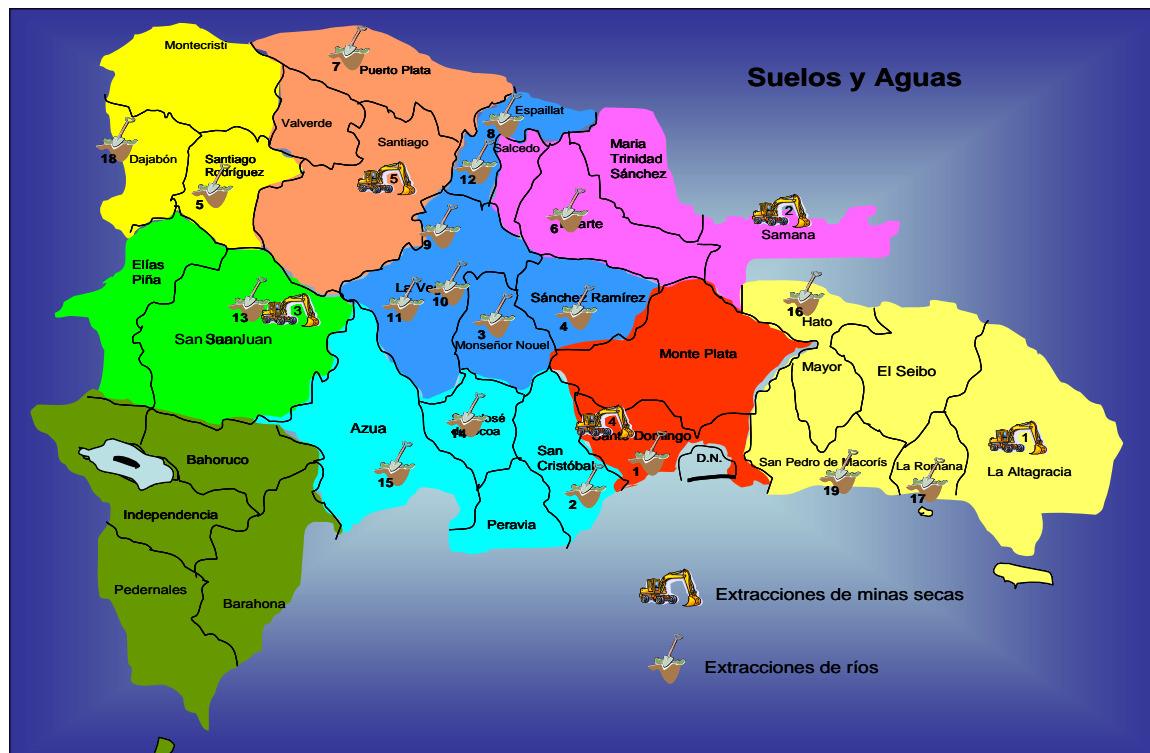 Montecristi
7
Puerto Plata
Suelos y Aguas
Espaillat
8
Valverde
Santiago
Salcedo
Maria
Trinidad
Sánchez
18
Dajabón
Santiago
Rodríguez
5
5
12
6
2
Samana
9
Elías
Piña
13
3
San Juan
10
11
3
Monseñor Nouel
Sánchez Ramírez
4
16
Hato
Mayor
El Seibo
Monte Plata
Azua
14
15
San
Cristóbal
2
Peravia
4
1
D.N.
San Pedro de Macorís
19
La Romana
17
1
La Altagracia
Bahoruco
Independencia
Pedernales
Barahona
Extracciones de minas secas
Extracciones de ríos